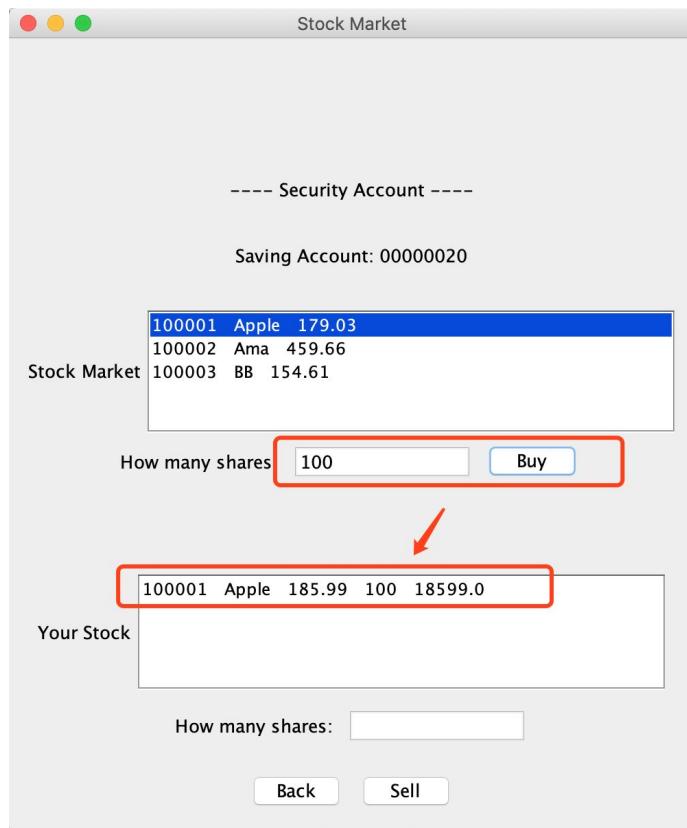 Stock Market
---- Security Account ----
Saving Account: 00000020
100001 Apple 179.03
100002 Ama 459.66
Stock Market 100003 BB 154.61
How many shares 100 Buy
100001 Apple 185.99 100 18599.0
Your Stock
How many shares:
Back Sell